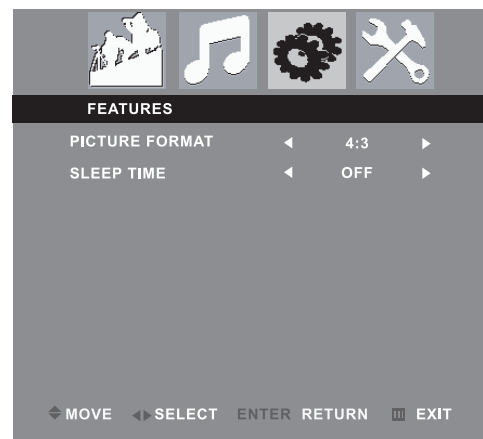 FEATURES
PICTURE FORMAT 4:3
SLEEP TIME OFF
MOVE SELECT ENTER RETURN EXIT